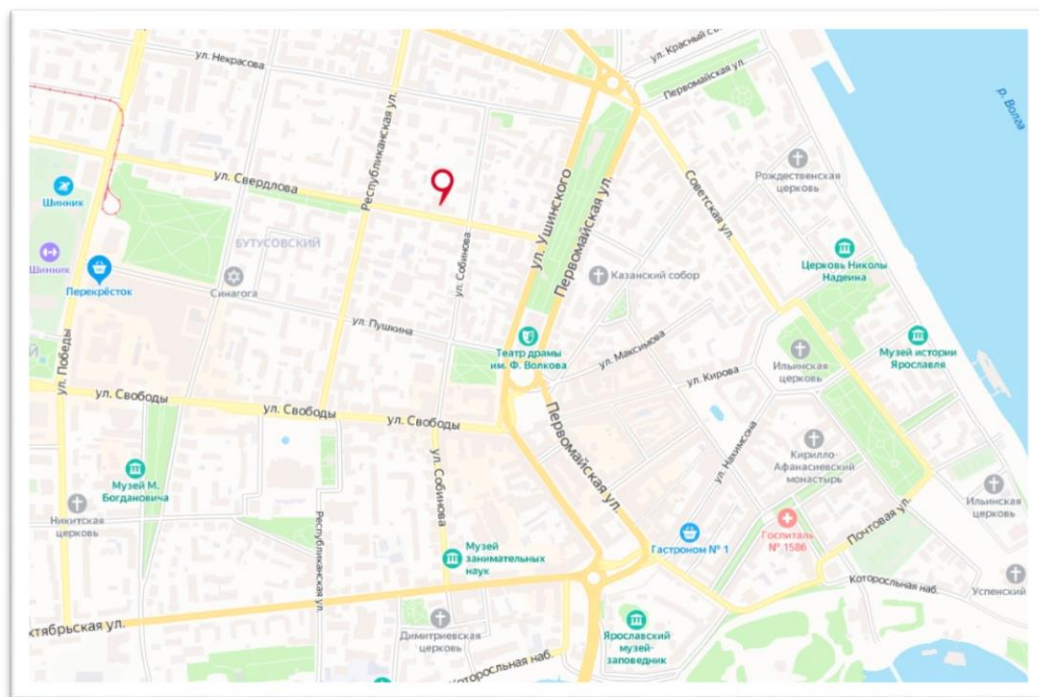 ул. Некрасова
Республиканская ул.
Первомайская ул.
р. Волга
ул. Свердлова
Шинник
Рождественская
церковь
Советская ул.
ул. Ушинского
Первомайская ул.
БУТУСОВСКИЙ
ул. Собинова
Казанский собор
Церковь Николы
Надеина
Шинник
Перекрёсток
Синагога
ул. Пушкина
Театр драмы
им. Ф. Волкова
ул. Максимова
ул. Победы
Музей истории
Ярославля
Ильинская
церковь
ул. Кирова
ул. Свободы
ул. Свободы
ул. Свободы
Первомайская ул.
ул. Нахимсона
Кирилло-
Афанасиевский
монастырь
Музей М.
Богдановича
ул. Собинова
Ильинская
церковь
Никитская
церковь
Республиканская ул.
Гастроном № 1
Госпиталь
№ 1586
Почтовая ул.
Музей
занимательных
наук
Которосльная наб.
Успенский
ктябрьская ул.
Димитриевская
церковь
Ярославский
музей-
заповедник
Которосльная наб.